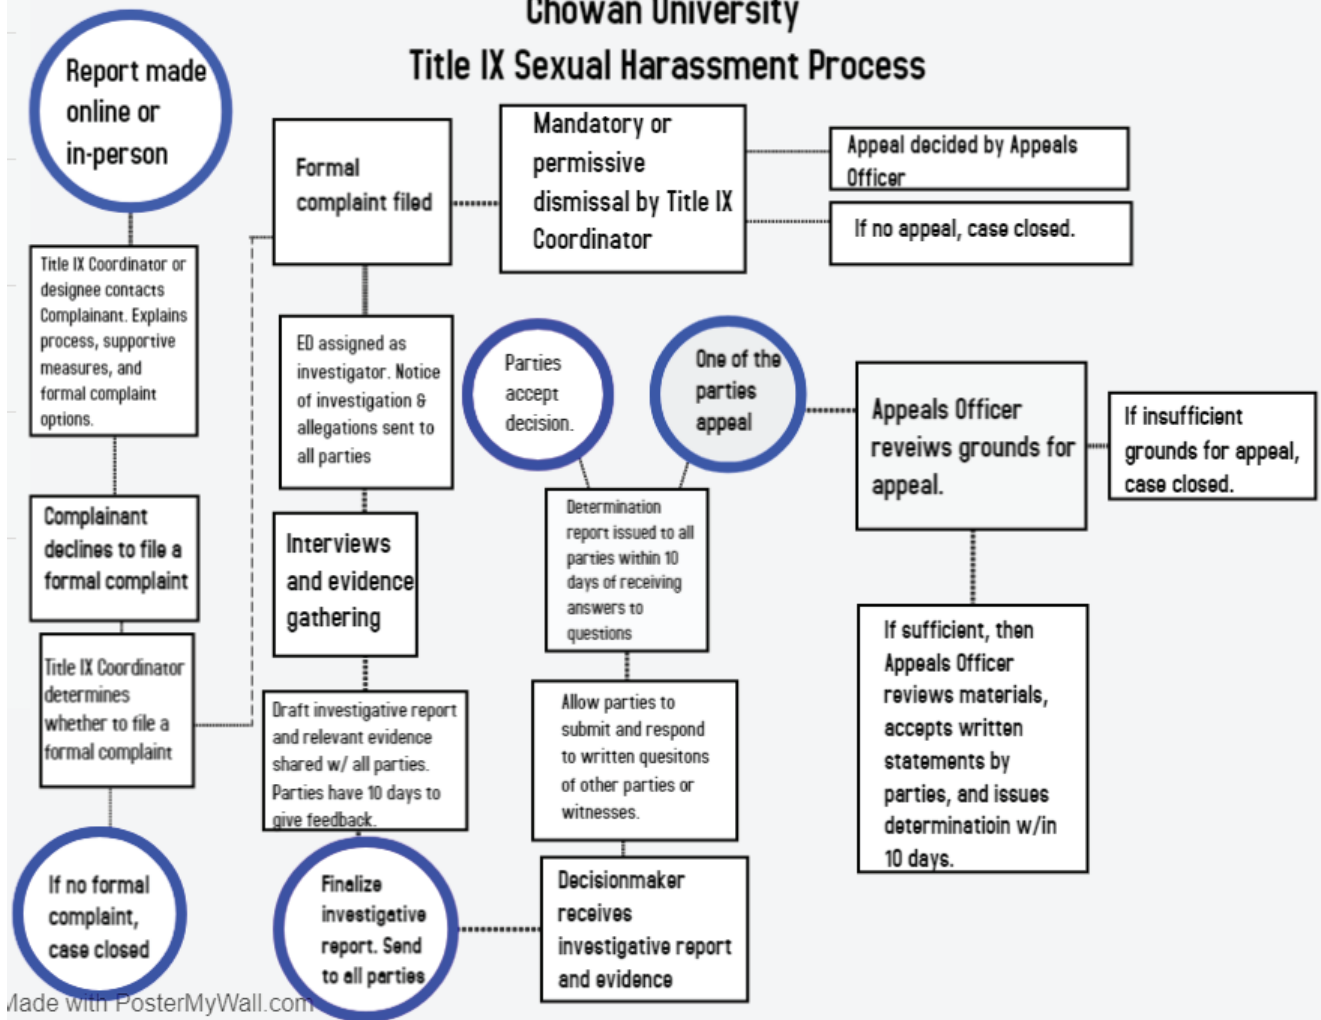 Chowan University
Title IX Sexual Harassment Process
Report made
online or
in-person
Title IX Coordinator or
designee contacts
Complainant. Explains
process, supportive
measures, and
formal complaint
options.
Complainant
declines to file a
formal complaint
Title IX Coordinator
determines
whether to file a
formal complaint
If no formal
complaint,
case closed
Formal
complaint filed
Mandatory or
permissive
dismissal by Title IX
Coordinator
Appeal decided by Appeals
Officer
If no appeal, case closed.
ED assigned as
investigator. Notice
of investigation &
allegations sent to
all parties
Interviews
and evidence
gathering
Draft investigative report
and relevant evidence
shared w/ all parties.
Parties have 10 days to
give feedback.
Finalize
investigative
report. Send
to all parties
Decisionmaker
receives
investigative report
and evidence
Allow parties to
submit and respond
to written quesitons
of other parties or
witnesses.
Determination
report issued to all
parties within 10
days of receiving
answers to
questions
Parties
accept
decision.
One of the
parties
appeal
Appeals Officer
reveiws grounds for
appeal.
If insufficient
grounds for appeal,
case closed.
If sufficient, then
Appeals Officer
reviews materials,
accepts written
statements by
parties, and issues
determinatioin w/in
10 days.
Made with PosterMyWall.com